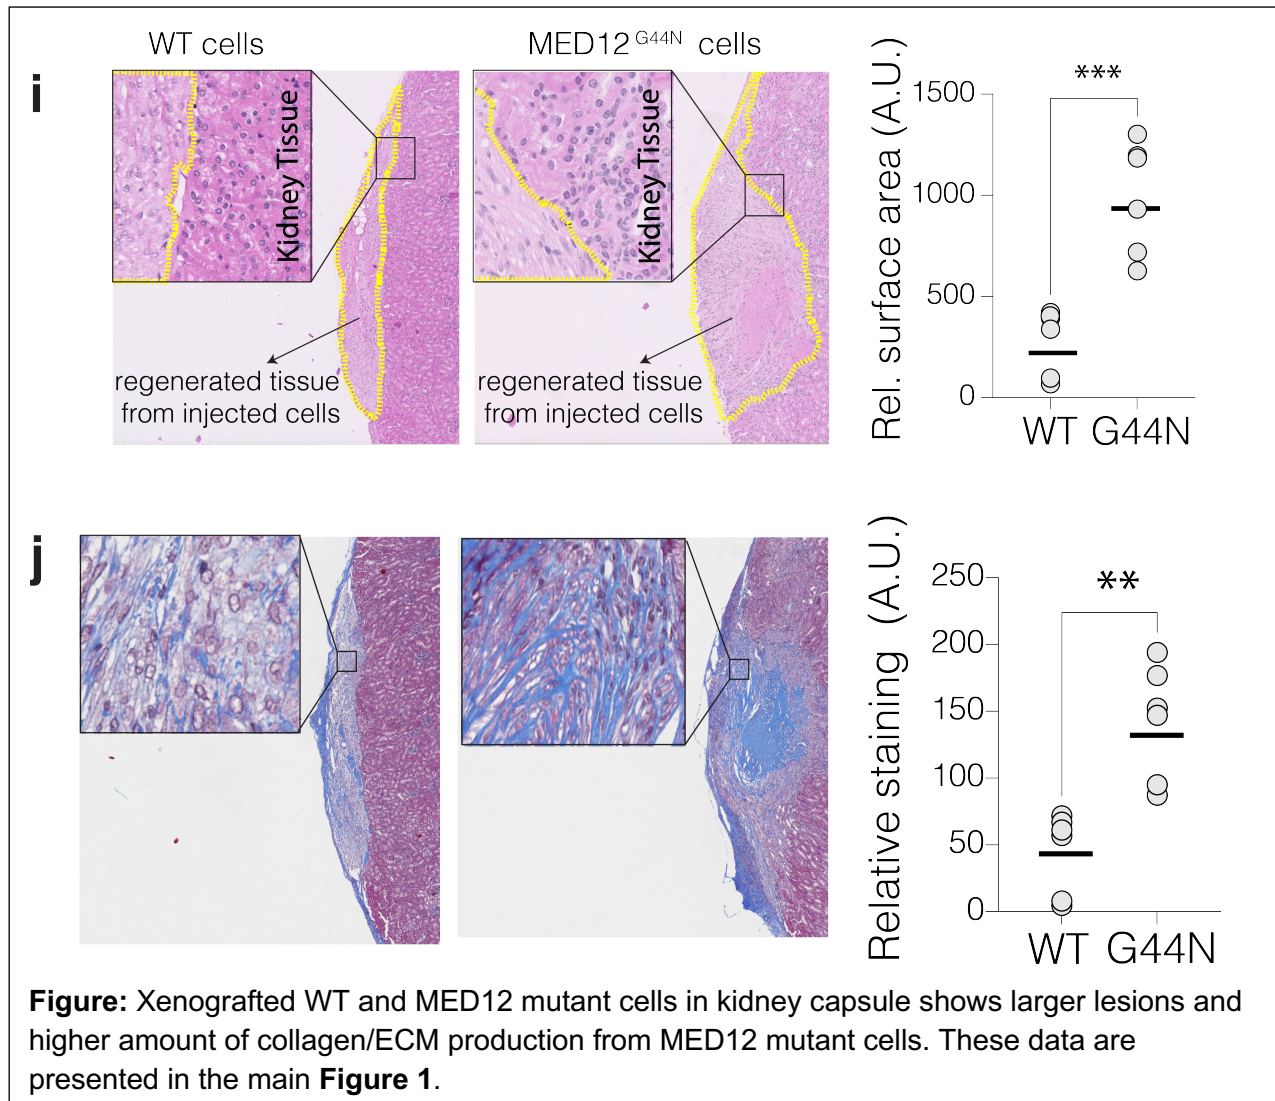 WT cells
MED12 G44N cells
i
Kidney Tissue
Kidney Tissue
regenerated tissue
from injected cells
regenerated tissue
from injected cells
Rel. surface area (A.U.)
***
1500
1000
500
0
WT G44N
j
Relative staining (A.U.)
**
250
200
150
100
50
0
WT G44N
Figure: Xenografted WT and MED12 mutant cells in kidney capsule shows larger lesions and
higher amount of collagen/ECM production from MED12 mutant cells. These data are
presented in the main Figure 1.